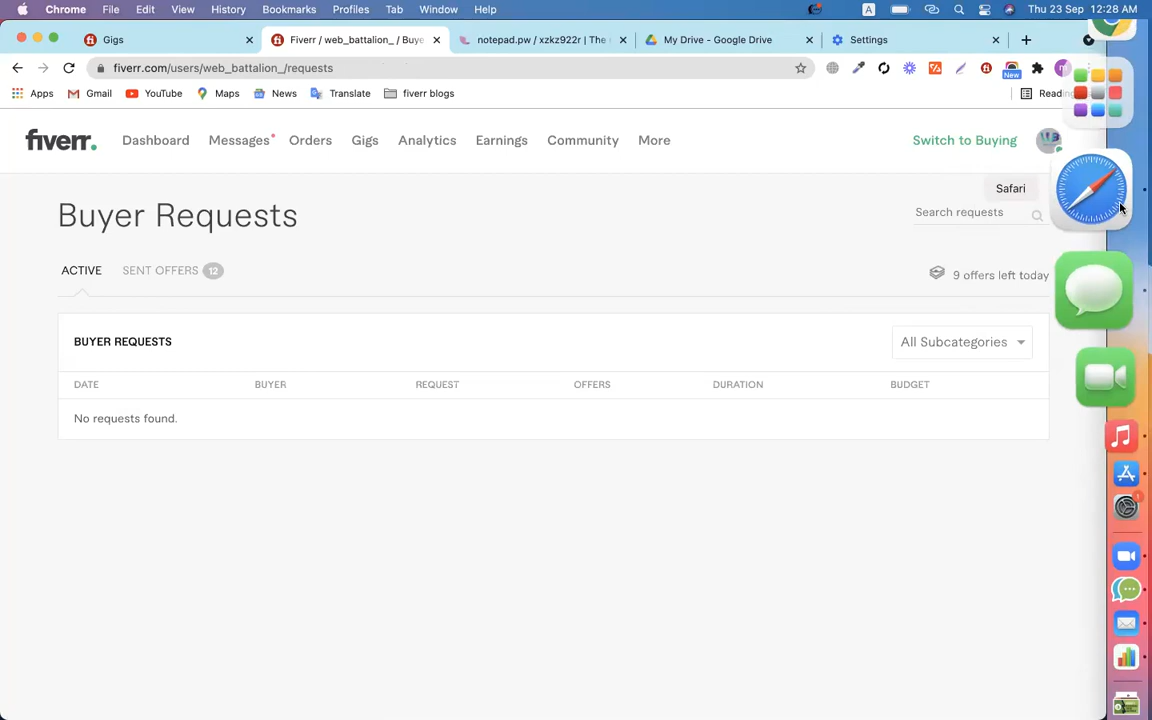 Chrome File Edit View History Bookmarks Profiles Tab Window Help A Thu 23 Sep 12:28 AM
Gigs
Fiverr / web_battalion_ / Buye
notepad.pw / xzkz922r | The
My Drive - Google Drive
Settings
fiverr.com/users/web_battalion_/requests
New
Apps Gmail YouTube Maps News Translate fiverr blogs
fiverr. Dashboard Messages Orders Gigs Analytics Earnings Community More Switch to Buying
Safari
Buyer Requests
Search requests
ACTIVE SENT OFFERS 12
9 offers left today
BUYER REQUESTS
All Subcategories
DATE BUYER REQUEST OFFERS DURATION BUDGET
No requests found.